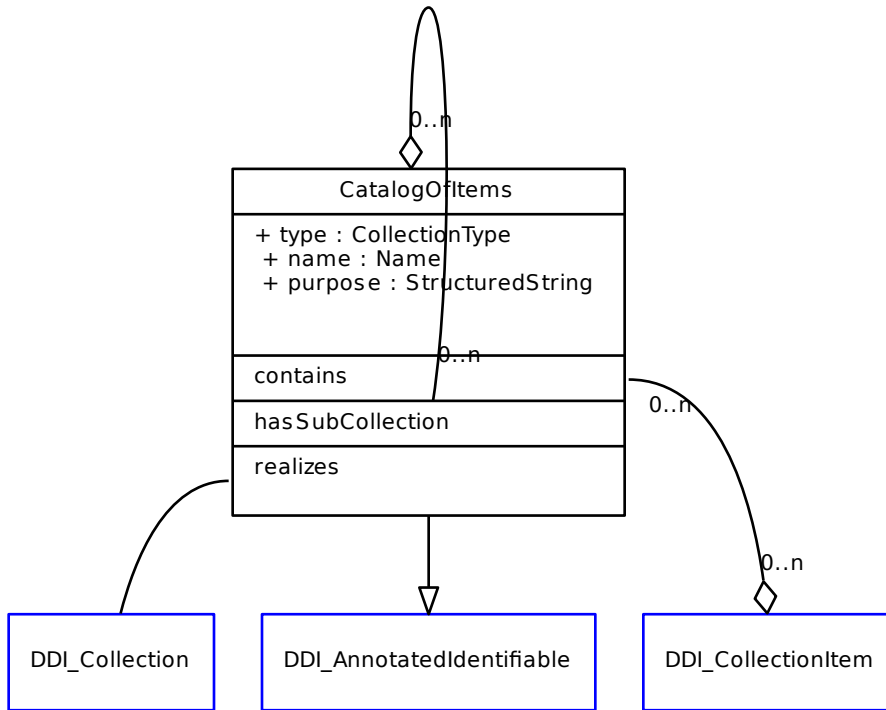 0..n
CatalogOfItems
+ type : CollectionType
+ name : Name
+ purpose : StructuredString
0..n
contains
0..n
hasSubCollection
realizes
0..n
DDI_Collection
DDI_AnnotatedIdentifiable
DDI_CollectionItem